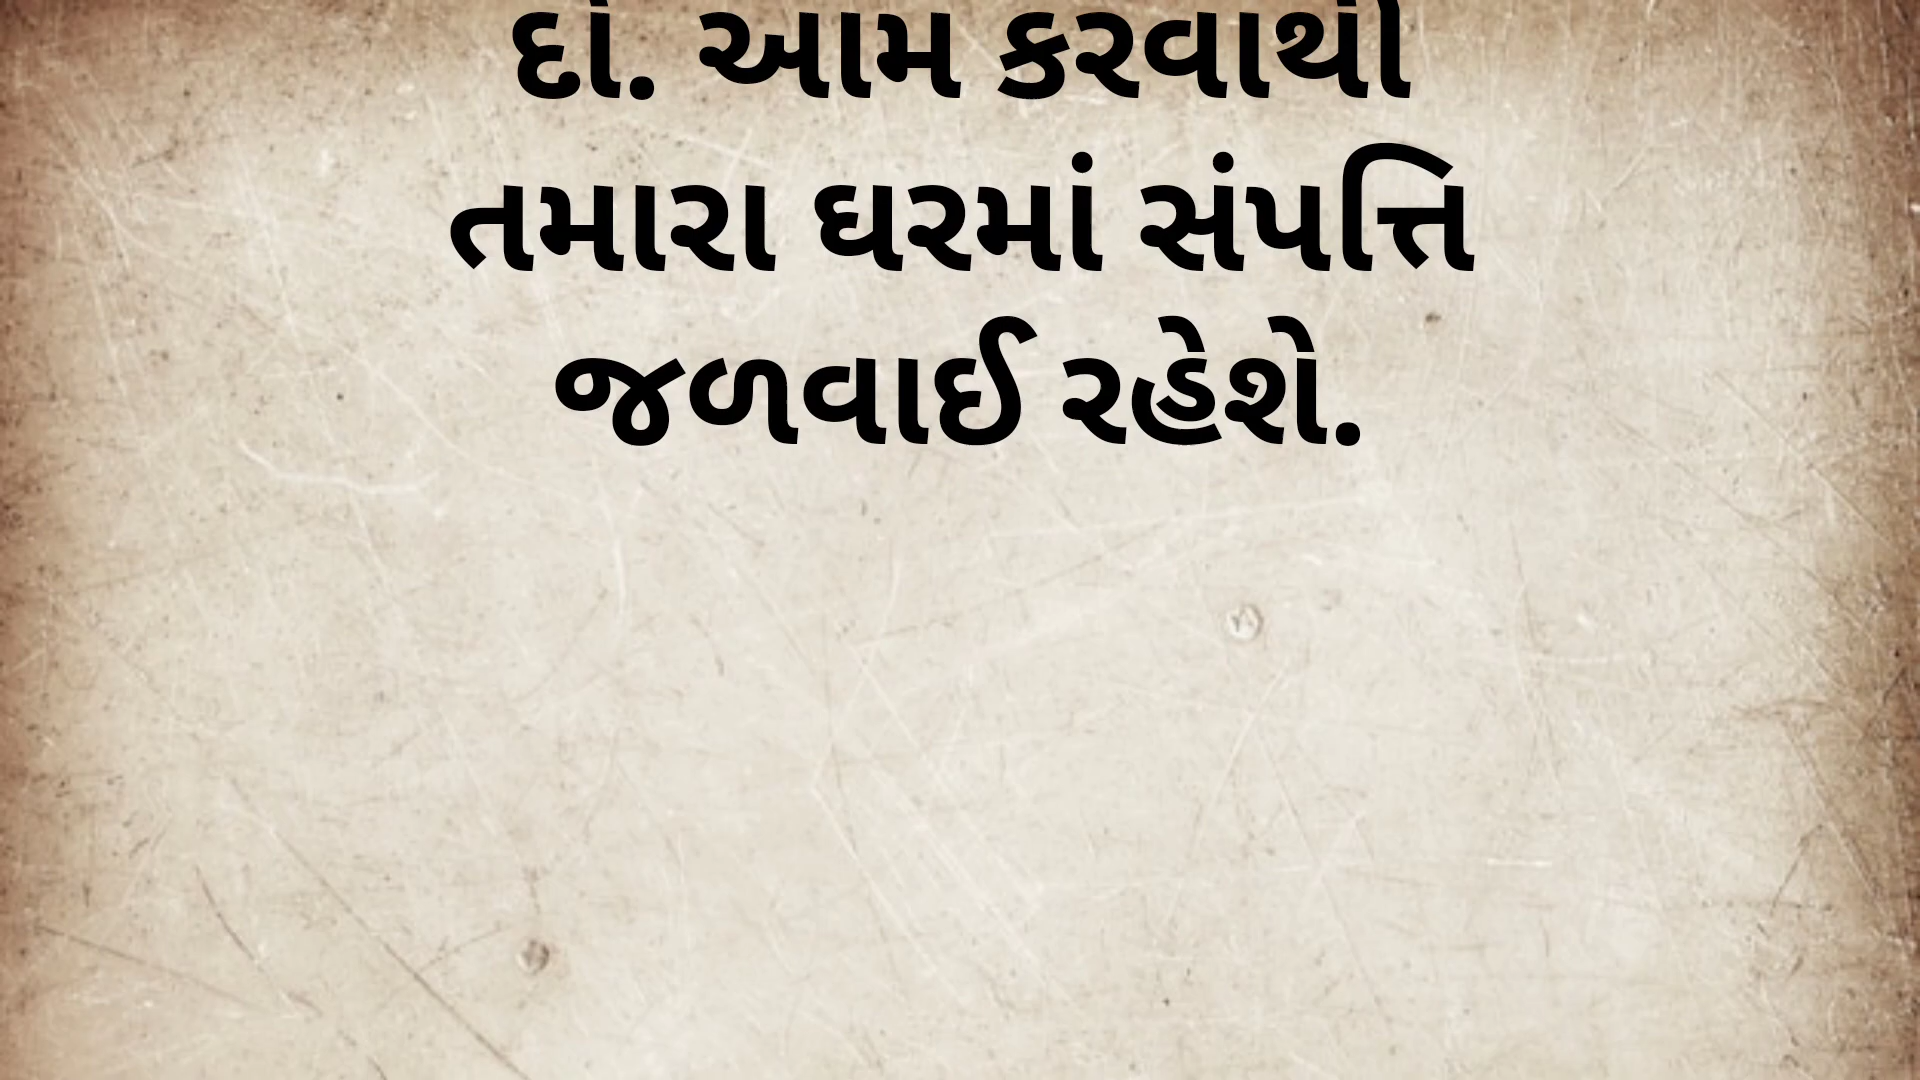 દો. આમ કરવાથી
તમારા ઘરમાં સંપત્તિ
જળવાઈ રહેશે.